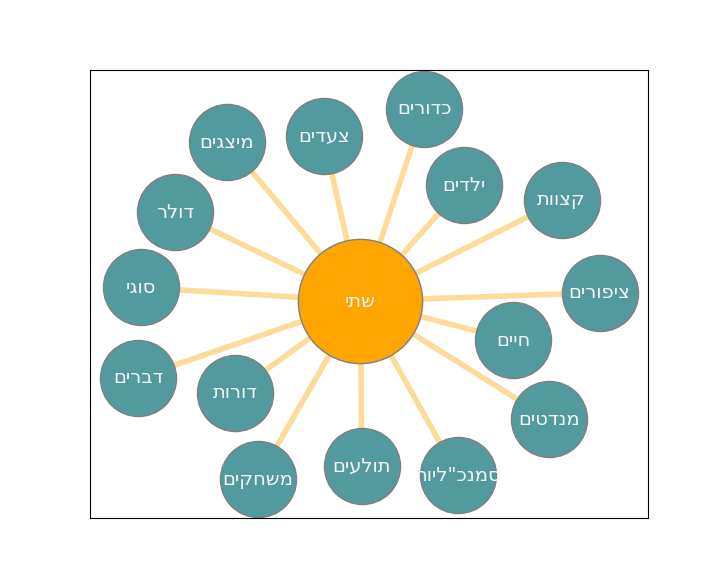 כדורים
צעדים
מיצגים
ילדים
קצוות
דולר
סוגי
ציפורים
שתי
חיים
דברים
דורות
מנדטים
תולעים
סמנכ"ליות
משחקים